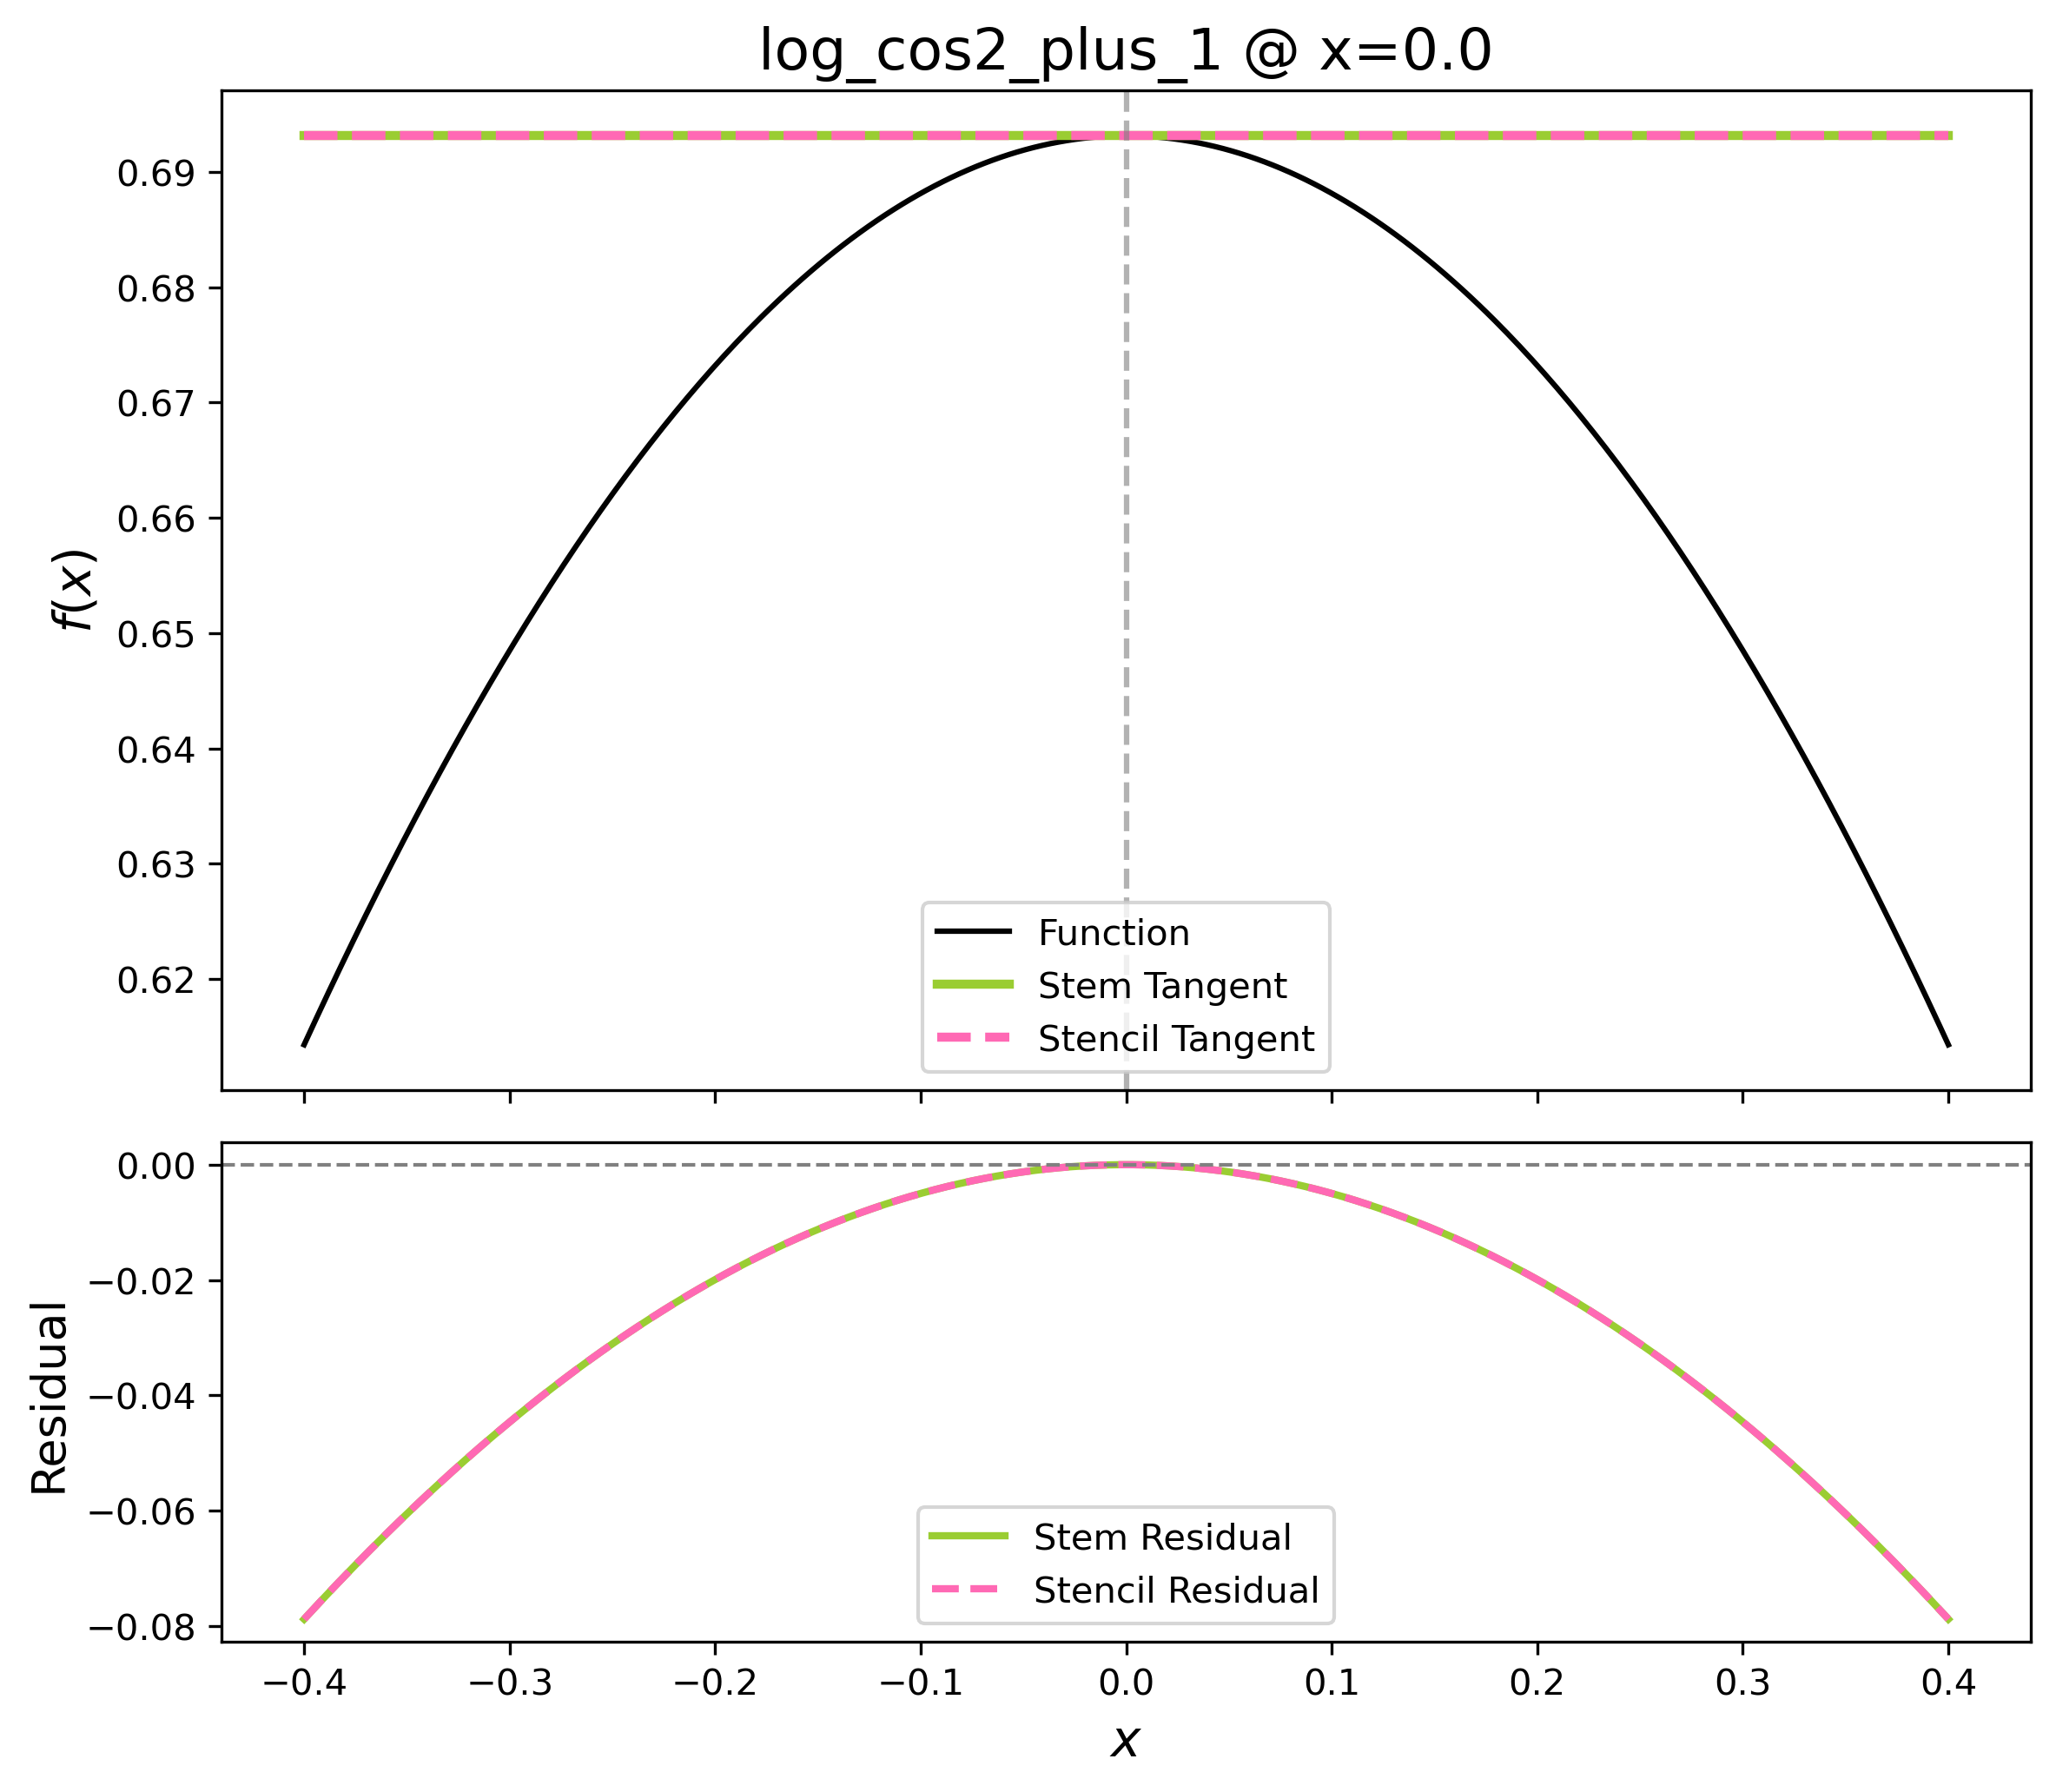 log_cos2_plus_1 @ x=0.0
f(x)
0.69
0.68
0.67
0.66
0.65
0.64
0.63
0.62
Function
Stem Tangent
Stencil Tangent
Residual
0.00
−0.02
−0.04
−0.06
−0.08
Stem Residual
Stencil Residual
−0.4 −0.3 −0.2 −0.1 0.0 0.1 0.2 0.3 0.4
x